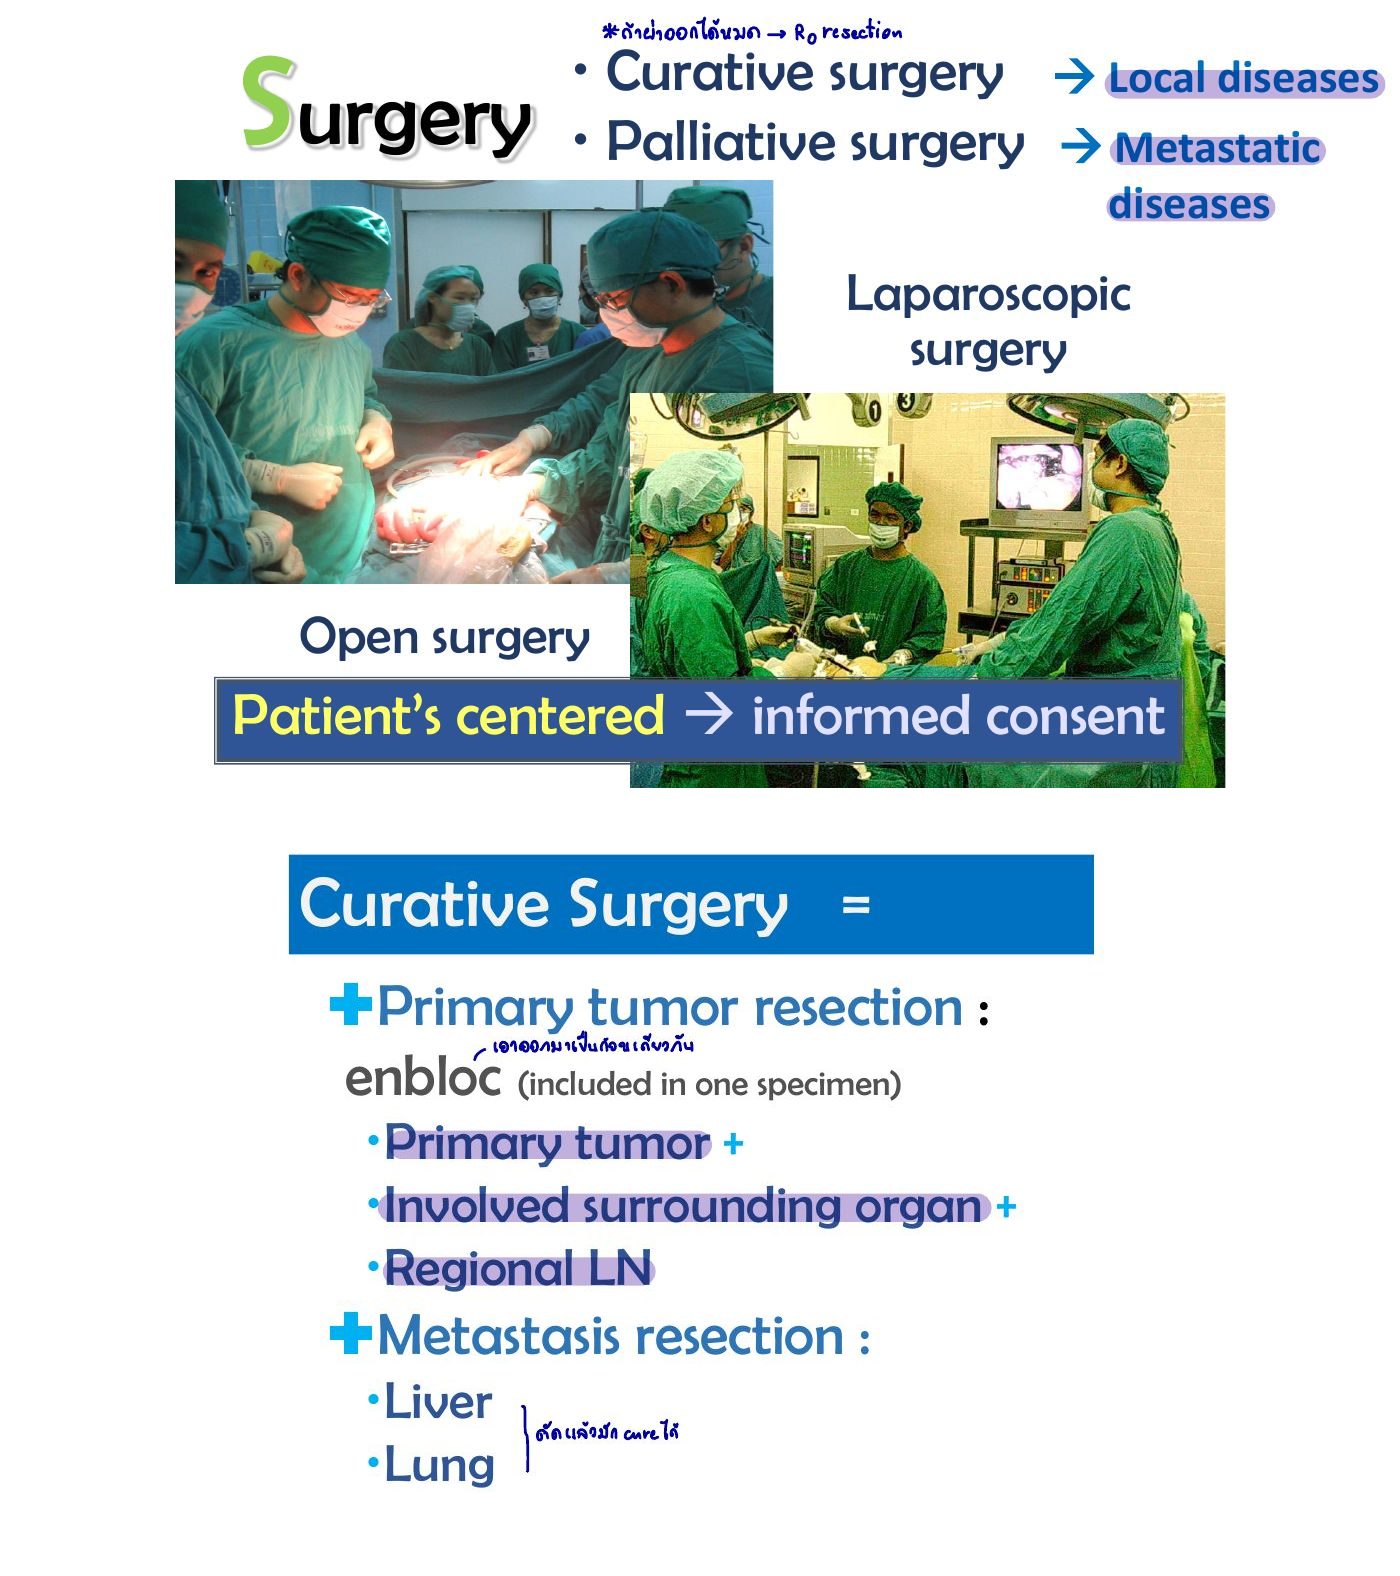 *ถ้าผ่าออกได้หมด → R0 resection
Surgery
• Curative surgery → Local diseases
• Palliative surgery → Metastatic
diseases
Laparoscopic
surgery
1 3
Open surgery
Patient's centered → informed consent
Curative Surgery =
Primary tumor resection :
เอาออกมาเป็นก้อนเดียวกัน
enbloc (included in one specimen)
• Primary tumor +
• Involved surrounding organ +
• Regional LN
Metastasis resection :
• Liver
• Lung
ตัดแล้วมัก cure ได้